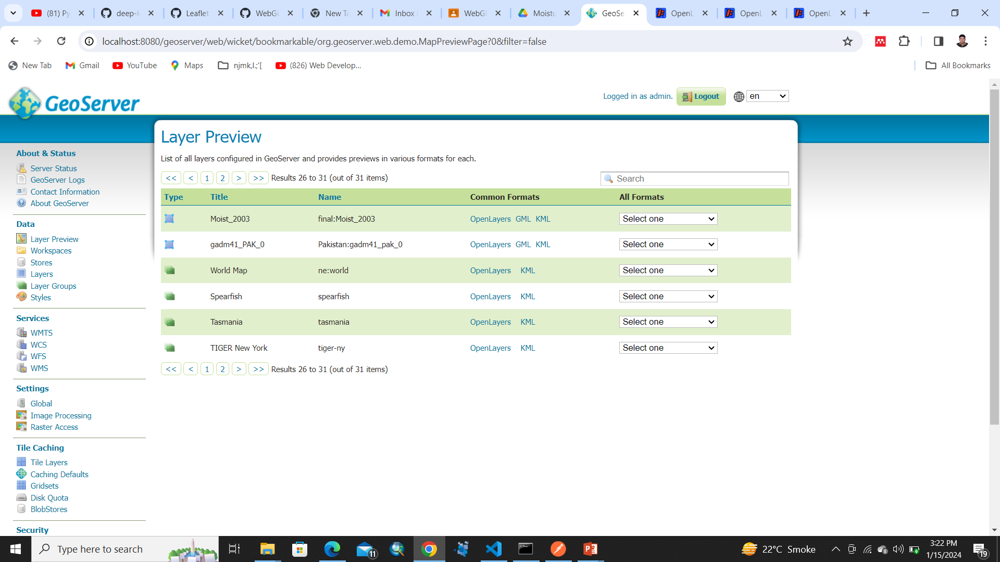 (81) Py
deep-l
Leaflet
WebGi
New Ta
Inbox (
WebGI
Moistu
GeoSe
OpenL
OpenL
OpenL
localhost:8080/geoserver/web/wicket/bookmarkable/org.geoserver.web.demo.MapPreviewPage?0&filter=false
New Tab
Gmail
YouTube
Maps
njmk,l.;'[
(826) Web Develop...
All Bookmarks
GeoServer
Logged in as admin.
Logout
en
About & Status
Server Status
GeoServer Logs
Contact Information
About GeoServer
Data
Layer Preview
Workspaces
Stores
Layers
Layer Groups
Styles
Services
WMTS
WCS
WFS
WMS
Settings
Global
Image Processing
Raster Access
Tile Caching
Tile Layers
Caching Defaults
Gridsets
Disk Quota
BlobStores
Security
Layer Preview
List of all layers configured in GeoServer and provides previews in various formats for each.
<< < 1 2 > >> Results 26 to 31 (out of 31 items)
Search
Type Title Name Common Formats All Formats
Moist_2003 final:Moist_2003 OpenLayers GML KML Select one
gadm41_PAK_0 Pakistan:gadm41_pak_0 OpenLayers GML KML Select one
World Map ne:world OpenLayers KML Select one
Spearfish spearfish OpenLayers KML Select one
Tasmania tasmania OpenLayers KML Select one
TIGER New York tiger-ny OpenLayers KML Select one
<< < 1 2 > >> Results 26 to 31 (out of 31 items)
Type here to search
11
22°C Smoke
3:22 PM
1/15/2024
19